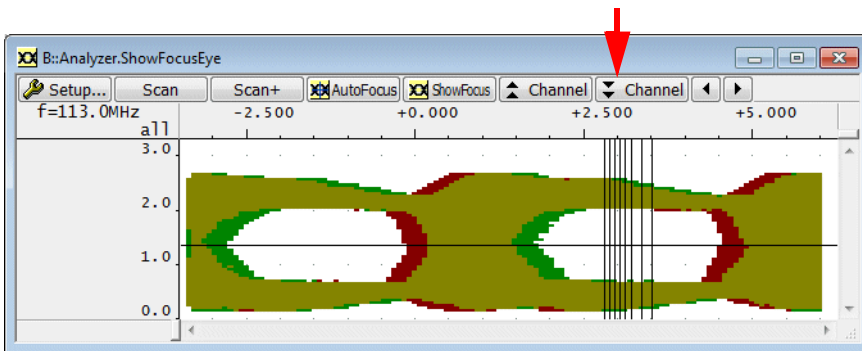 B::Analyzer.ShowFocusEye
Setup... Scan Scan+ AutoFocus ShowFocus Channel Channel
f=113.0MHz -2.500 +0.000 +2.500 +5.000
all
3.0
2.0
1.0
0.0